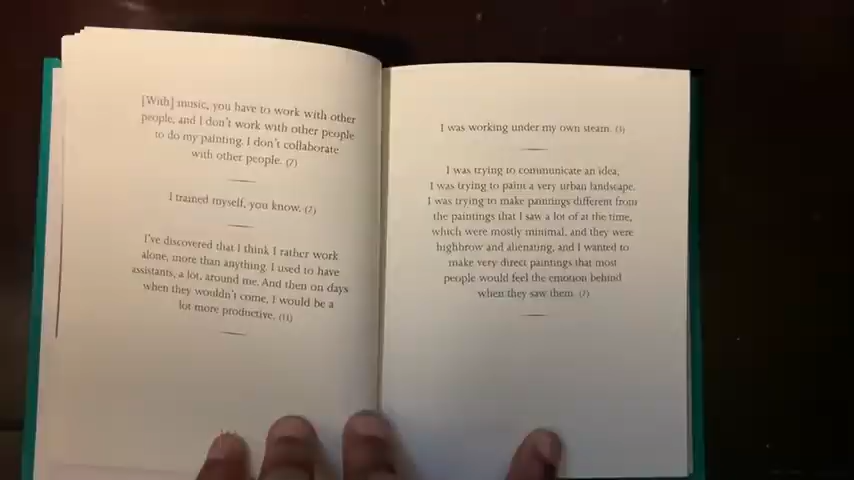 [With] music, you have to work with other
people, and I don't work with other people
to do my painting. I don't collaborate
with other people. (7)
I trained myself, you know. (7)
I've discovered that I think I rather work
alone, more than anything. I used to have
assistants, a lot, around me. And then on days
when they wouldn't come, I would be a
lot more productive. (11)
I was working under my own steam. (3)
I was trying to communicate an idea,
I was trying to paint a very urban landscape.
I was trying to make paintings different from
the paintings that I saw a lot of at the time,
which were mostly minimal, and they were
highbrow and alienating, and I wanted to
make very direct paintings that most
people would feel the emotion behind
when they saw them. (7)